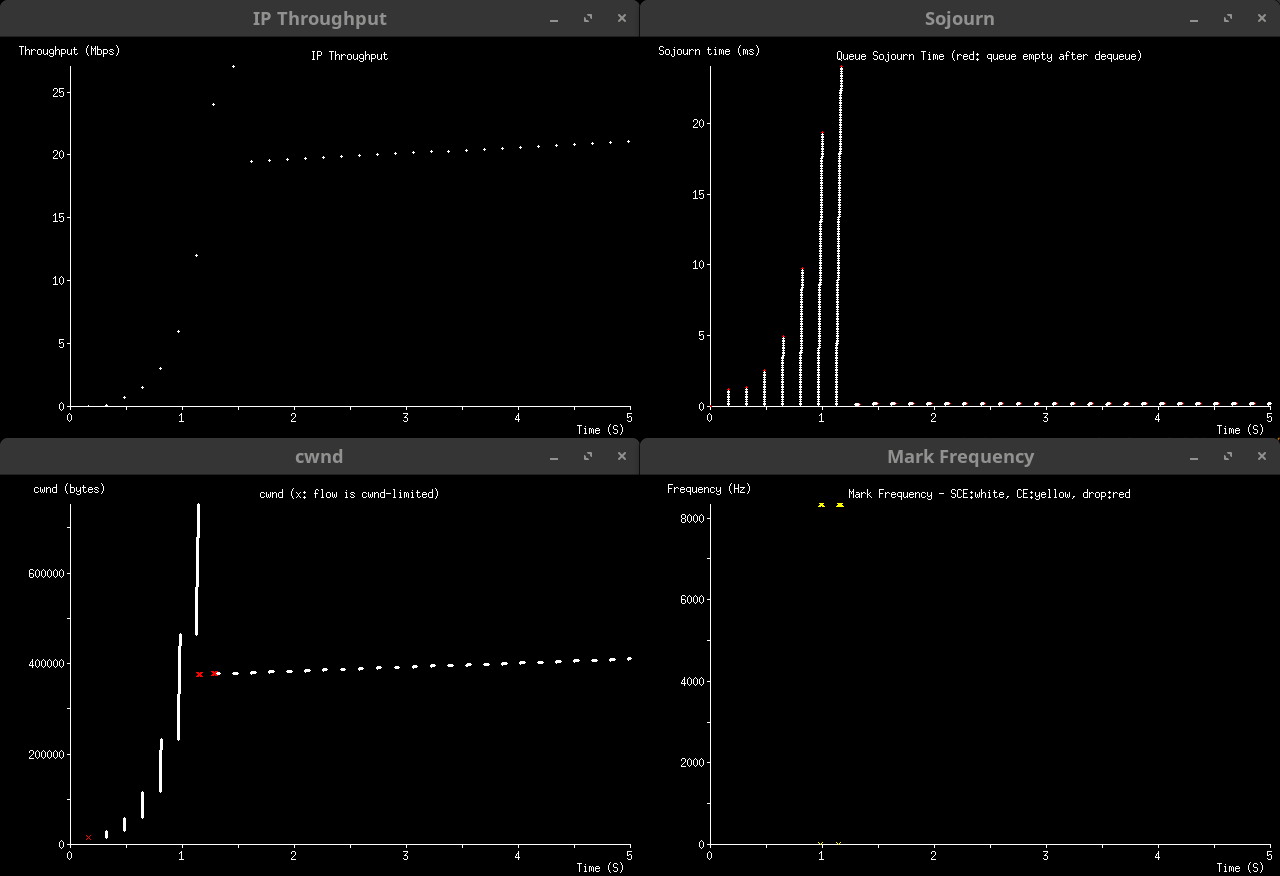 IP Throughput
Throughput (Mbps)
IP Throughput
25
20
15
10
5
0
0
1
2
3
4
5
Time (S)
Sojourn
Sojourn time (ms)
Queue Sojourn Time (red: queue empty after dequeue)
20
15
10
5
0
0
1
2
3
4
5
Time (S)
cwnd
cwnd (bytes)
cwnd (x: flow is cwnd-limited)
600000
400000
200000
0
0
1
2
3
4
5
Time (S)
Mark Frequency
Frequency (Hz)
Mark Frequency - SCE:white, CE:yellow, drop:red
8000
6000
4000
2000
0
0
1
2
3
4
5
Time (S)